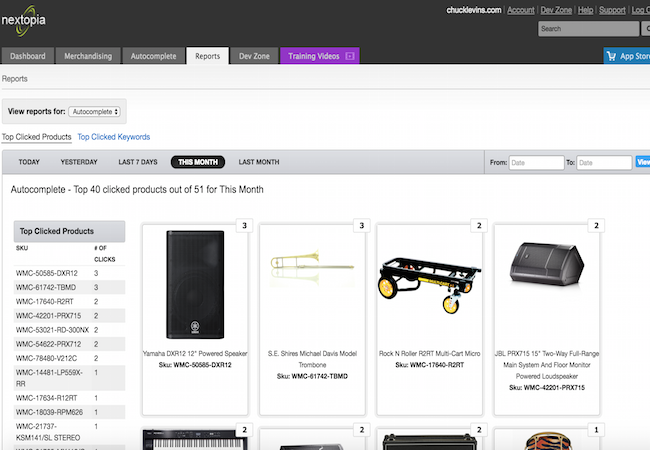 nextopia
chucklevins.com | Account | Dev Zone | Help | Support | Log
Search
Dashboard Merchandising Autocomplete Reports Dev Zone Training Videos
App Store
Reports
View reports for: Autocomplete
Top Clicked Products Top Clicked Keywords
TODAY YESTERDAY LAST 7 DAYS THIS MONTH LAST MONTH From: Date To: Date View
Autocomplete - Top 40 clicked products out of 51 for This Month
Top Clicked Products
SKU # OF CLICKS
WMC-50585-DXR12 3
WMC-61742-TBMD 3
WMC-17640-R2RT 2
WMC-42201-PRX715 2
WMC-53021-RD-300NX 2
WMC-54622-PRX712 2
WMC-78480-V212C 2
WMC-14481-LP559X-RR 1
WMC-17634-R12RT 1
WMC-18039-RPM626 1
WMC-21737-KSM141/SL STEREO 1
3
Yamaha DXR12 12" Powered Speaker
Sku: WMC-50585-DXR12
3
S.E. Shires Michael Davis Model
Trombone
Sku: WMC-61742-TBMD
2
Rock N Roller R2RT Multi-Cart Micro
Sku: WMC-17640-R2RT
2
JBL PRX715 15" Two-Way Full-Range
Main System And Floor Monitor
Powered Loudspeaker
Sku: WMC-42201-PRX715
2
2
2
2